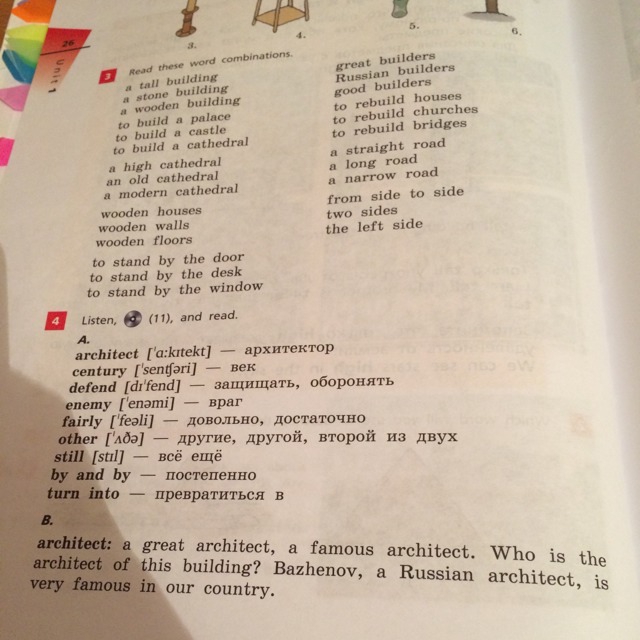 3.
4.
5.
6.
26
Unit 1
3 Read these word combinations.
a tall building
a stone building
a wooden building
to build a palace
to build a castle
to build a cathedral
a high cathedral
an old cathedral
a modern cathedral
wooden houses
wooden walls
wooden floors
to stand by the door
to stand by the desk
to stand by the window
great builders
Russian builders
good builders
to rebuild houses
to rebuild churches
to rebuild bridges
a straight road
a long road
a narrow road
from side to side
two sides
the left side
4 Listen, (11), and read.
A.
architect [ˈɑːkɪtekt] — архитектор
century [ˈsentʃəri] — век
defend [dɪˈfend] — защищать, оборонять
enemy [ˈenəmi] — враг
fairly [ˈfeəli] — довольно, достаточно
other [ˈʌðə] — другие, другой, второй из двух
still [stɪl] — всё ещё
by and by — постепенно
turn into — превратиться в
B.
architect: a great architect, a famous architect. Who is the
architect of this building? Bazhenov, a Russian architect, is
very famous in our country.